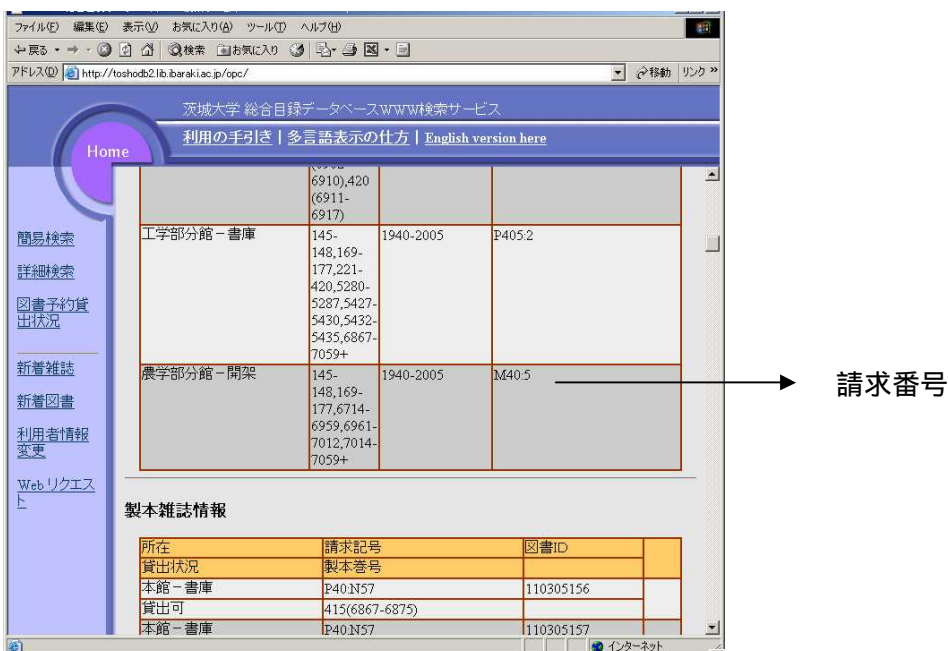 ファイル(F) 編集(E) 表示(V) お気に入り(A) ツール(T) ヘルプ(H)
戻る 検索 お気に入り
アドレス(D) http://toshodb2.lib.ibaraki.ac.jp/opc/ 移動 リンク »
茨城大学 総合目録データベースWWW検索サービス
利用の手引き | 多言語表示の仕方 | English version here
Home
簡易検索
詳細検索
図書予約貸
出状況
新着雑誌
新着図書
利用者情報
変更
Web リクエス
ト
6910),420
(6911-
6917)
工学部分館－書庫 145- 1940-2005 P405:2
148,169-
177,221-
420,5280-
5287,5427-
5430,5432-
5435,6867-
7059+
農学部分館－開架 145- 1940-2005 M40:5
148,169-
177,6714-
6959,6961-
7012,7014-
7059+
請求番号
製本雑誌情報
所在 請求記号 図書ID
貸出状況 製本巻号
本館－書庫 P40:N57 110305156
貸出可 415(6867-6875)
本館－書庫 P40:N57 110305157
インターネット